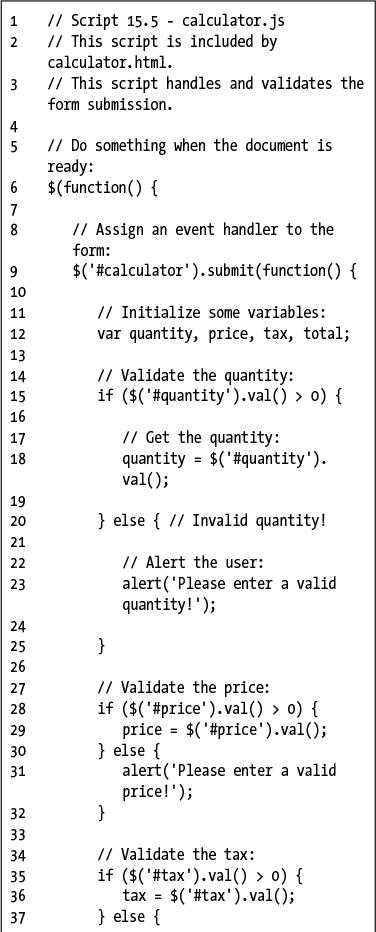 1 // Script 15.5 - calculator.js
2 // This script is included by
calculator.html.
3 // This script handles and validates the
form submission.
4
5 // Do something when the document is
ready:
6 $(function() {
7
8 // Assign an event handler to the
form:
9 $('#calculator').submit(function() {
10
11 // Initialize some variables:
12 var quantity, price, tax, total;
13
14 // Validate the quantity:
15 if ($('#quantity').val() > 0) {
16
17 // Get the quantity:
18 quantity = $('#quantity').
val();
19
20 } else { // Invalid quantity!
21
22 // Alert the user:
23 alert('Please enter a valid
quantity!');
24
25 }
26
27 // Validate the price:
28 if ($('#price').val() > 0) {
29 price = $('#price').val();
30 } else {
31 alert('Please enter a valid
price!');
32 }
33
34 // Validate the tax:
35 if ($('#tax').val() > 0) {
36 tax = $('#tax').val();
37 } else {